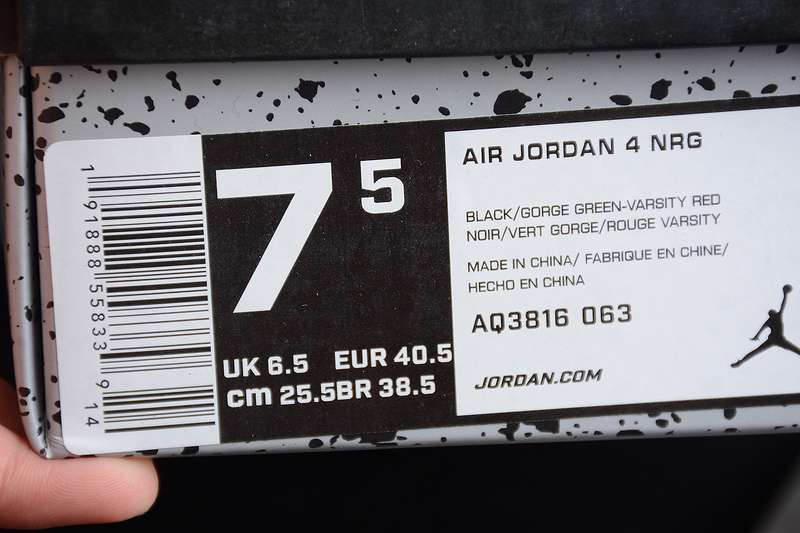 1 91888 55833 9 14
7 5
UK 6.5 EUR 40.5
cm 25.5BR 38.5
AIR JORDAN 4 NRG
BLACK/GORGE GREEN-VARSITY RED
NOIR/VERT GORGE/ROUGE VARSITY
MADE IN CHINA/ FABRIQUE EN CHINE/
HECHO EN CHINA
AQ3816 063
JORDAN.COM